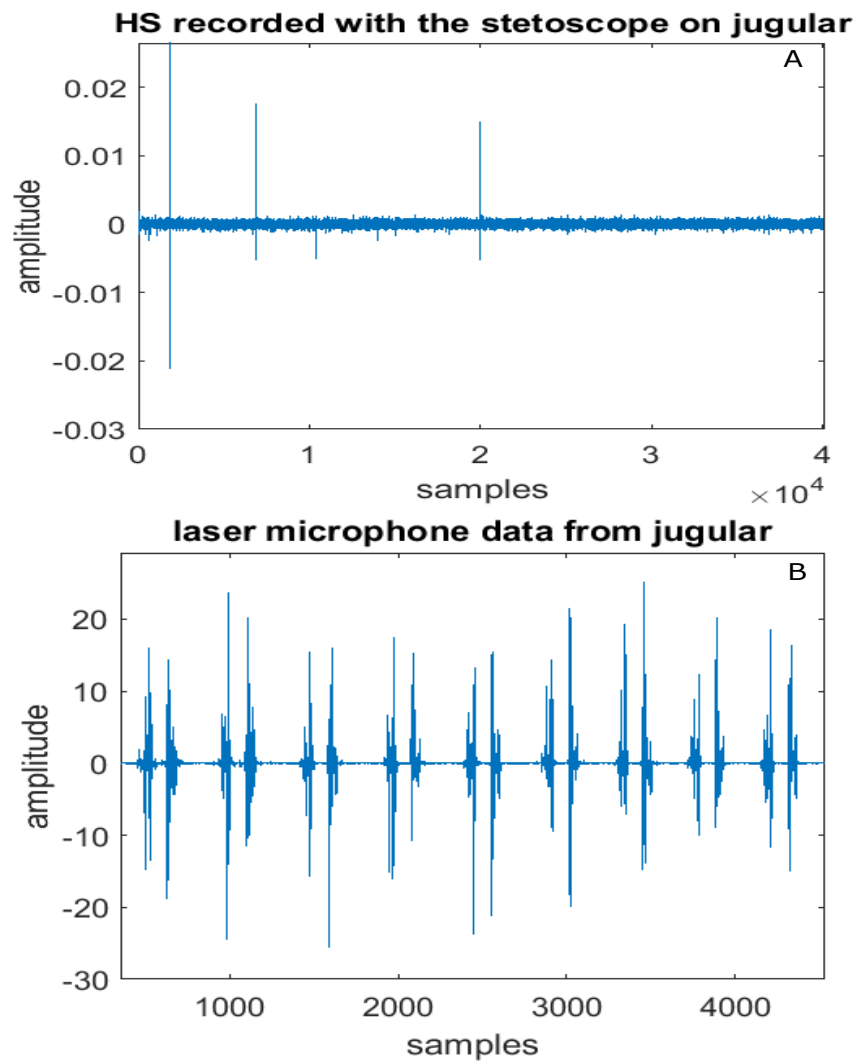 HS recorded with the stetoscope on jugular
A
0.02
0.01
0
-0.01
-0.02
-0.03
amplitude
0 1 2 3 4
samples
×10^4
laser microphone data from jugular
B
20
10
0
-10
-20
-30
amplitude
1000 2000 3000 4000
samples